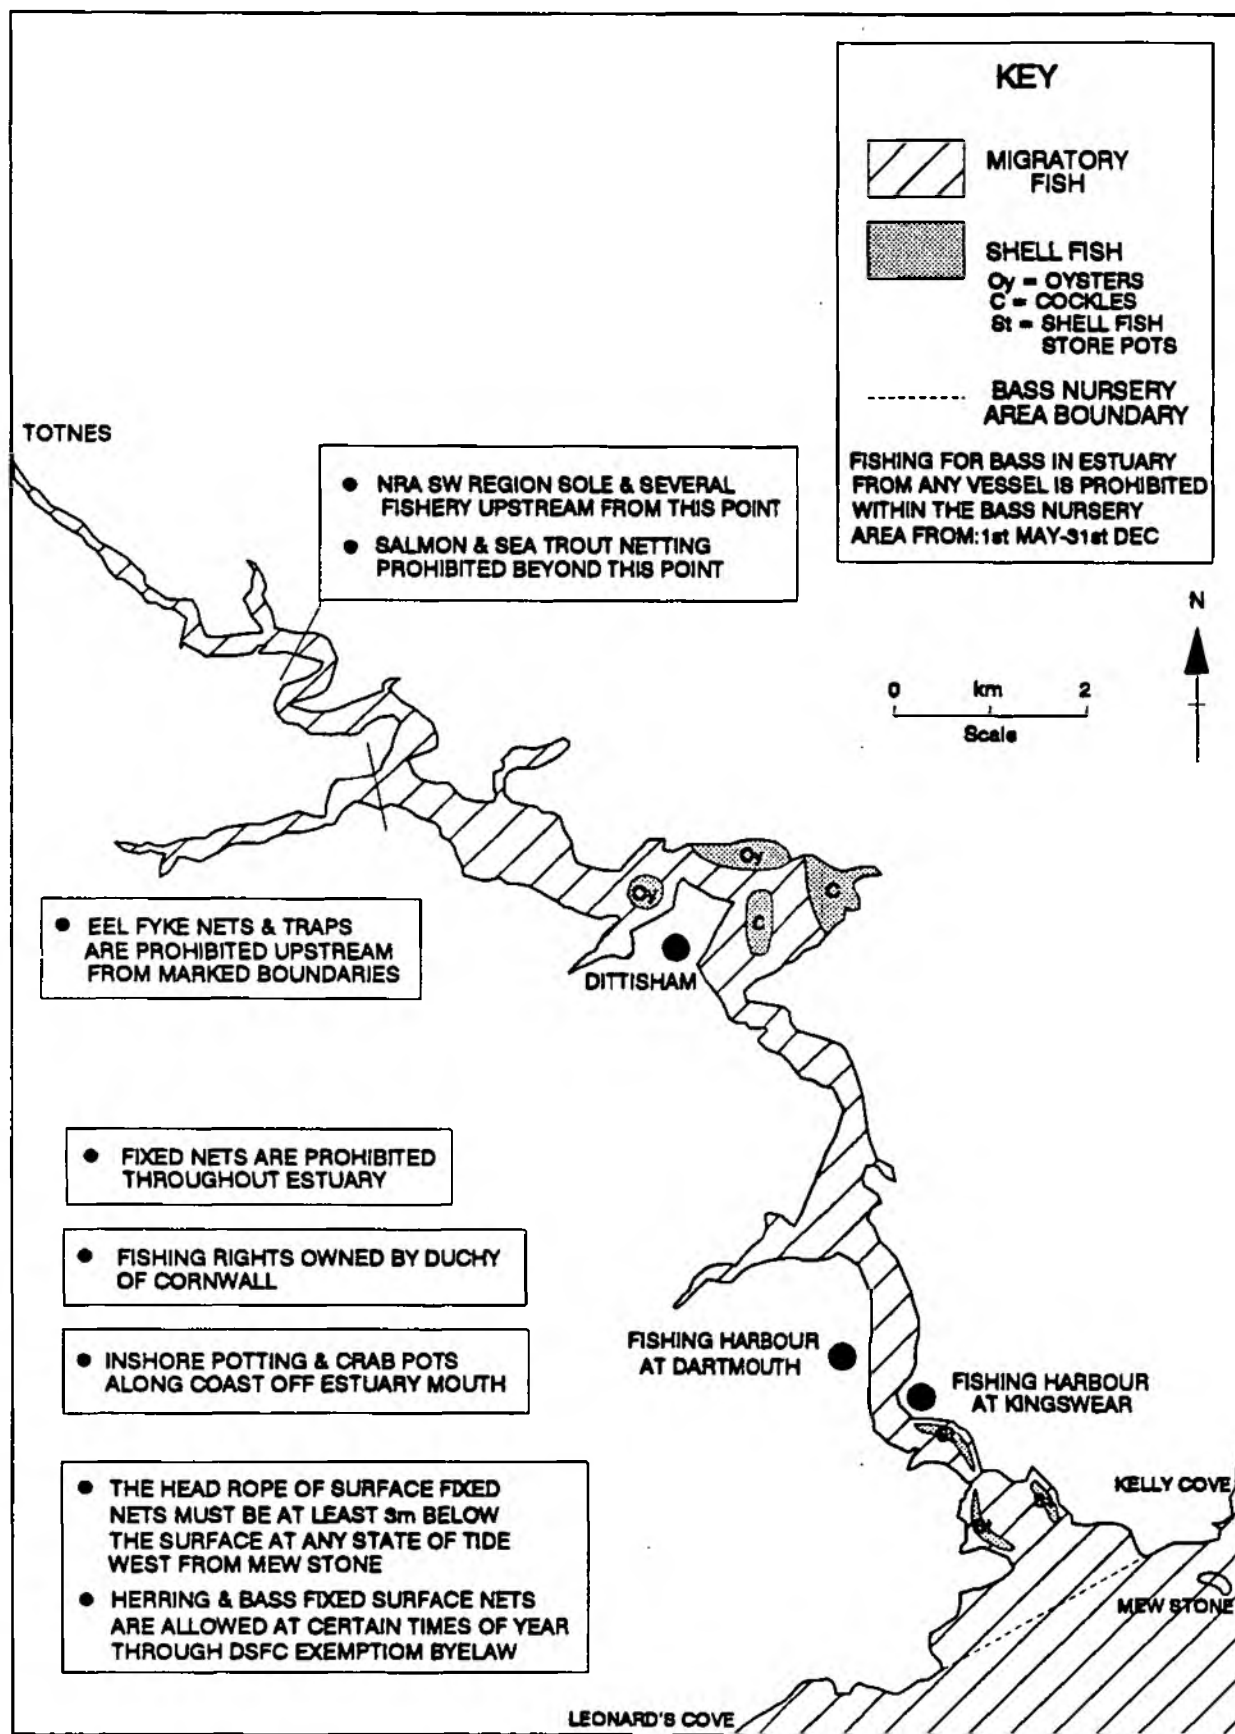 KEY
MIGRATORY
FISH
SHELL FISH
Oy = OYSTERS
C = COCKLES
St = SHELL FISH
STORE POTS
BASS NURSERY
AREA BOUNDARY
FISHING FOR BASS IN ESTUARY
FROM ANY VESSEL IS PROHIBITED
WITHIN THE BASS NURSERY
AREA FROM: 1st MAY-31st DEC
TOTNES
● NRA SW REGION SOLE & SEVERAL
FISHERY UPSTREAM FROM THIS POINT
● SALMON & SEA TROUT NETTING
PROHIBITED BEYOND THIS POINT
N
0 km 2
Scale
Oy
Oy
C
C
● EEL FYKE NETS & TRAPS
ARE PROHIBITED UPSTREAM
FROM MARKED BOUNDARIES
DITTISHAM
● FIXED NETS ARE PROHIBITED
THROUGHOUT ESTUARY
● FISHING RIGHTS OWNED BY DUCHY
OF CORNWALL
● INSHORE POTTING & CRAB POTS
ALONG COAST OFF ESTUARY MOUTH
FISHING HARBOUR
AT DARTMOUTH
FISHING HARBOUR
AT KINGSWEAR
St
St
St
KELLY COVE
MEW STONE
● THE HEAD ROPE OF SURFACE FIXED
NETS MUST BE AT LEAST 3m BELOW
THE SURFACE AT ANY STATE OF TIDE
WEST FROM MEW STONE
● HERRING & BASS FIXED SURFACE NETS
ARE ALLOWED AT CERTAIN TIMES OF YEAR
THROUGH DSFC EXEMPTIOM BYELAW
LEONARD'S COVE